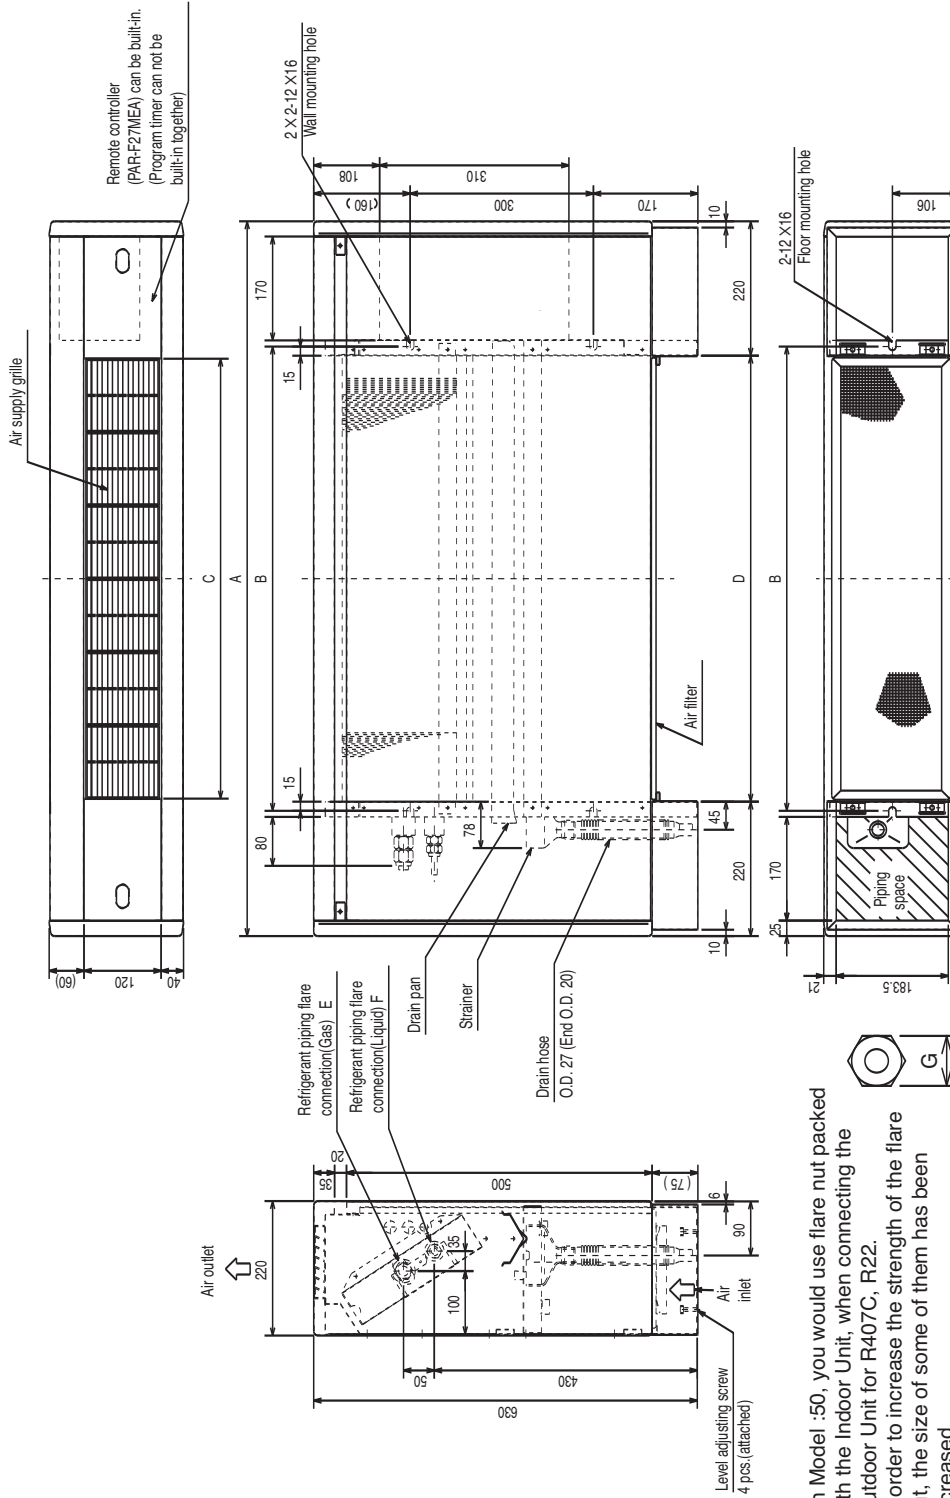 Air supply grille
Remote controller
(PAR-F27MEA) can be built-in.
(Program timer can not be
built-in together)
(60)
120
40
C
A
B
170
15
15
80
2 X 2-12 X16
Wall mounting hole
108
310
(160)
300
170
10
220
D
45
78
220
10
Air filter
Refrigerant piping flare
connection(Gas) E
Refrigerant piping flare
connection(Liquid) F
Drain pan
Strainer
Drain hose
O.D. 27 (End O.D. 20)
Air outlet
220
35
20
500
(75)
6
90
35
100
50
430
630
Air
inlet
Level adjusting screw
4 pcs.(attached)
2-12 X16
Floor mounting hole
106
B
170
25
21
183.5
Piping
space
G
Model :50, you would use flare nut packed
the Indoor Unit, when connecting the
Unit for R407C, R22.
order to increase the strength of the flare
the size of some of them has been